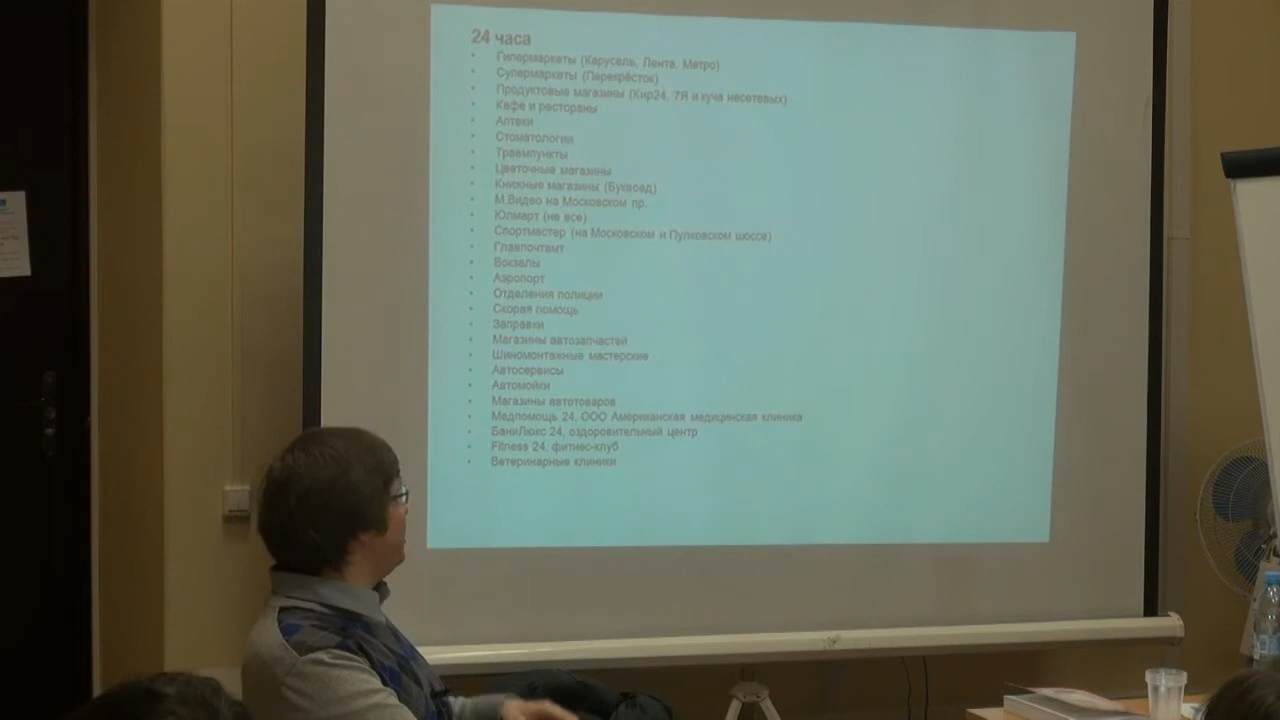 24 часа
• Гипермаркеты (Карусель, Лента, Метро)
• Супермаркеты (Перекрёсток)
• Продуктовые магазины (Кир24, 7Я и куча несетевых)
• Кафе и рестораны
• Аптеки
• Стоматологии
• Травмпункты
• Цветочные магазины
• Книжные магазины (Буквоед)
• М.Видео на Московском пр.
• Юлмарт (не все)
• Спортмастер (на Московском и Пулковском шоссе)
• Главпочтамт
• Вокзалы
• Аэропорт
• Отделения полиции
• Скорая помощь
• Заправки
• Магазины автозапчастей
• Шиномонтажные мастерские
• Автосервисы
• Автомойки
• Магазины автотоваров
• Медпомощь 24, ООО Американская медицинская клиника
• БаниЛюкс 24, оздоровительный центр
• Fitness 24, фитнес-клуб
• Ветеринарные клиники